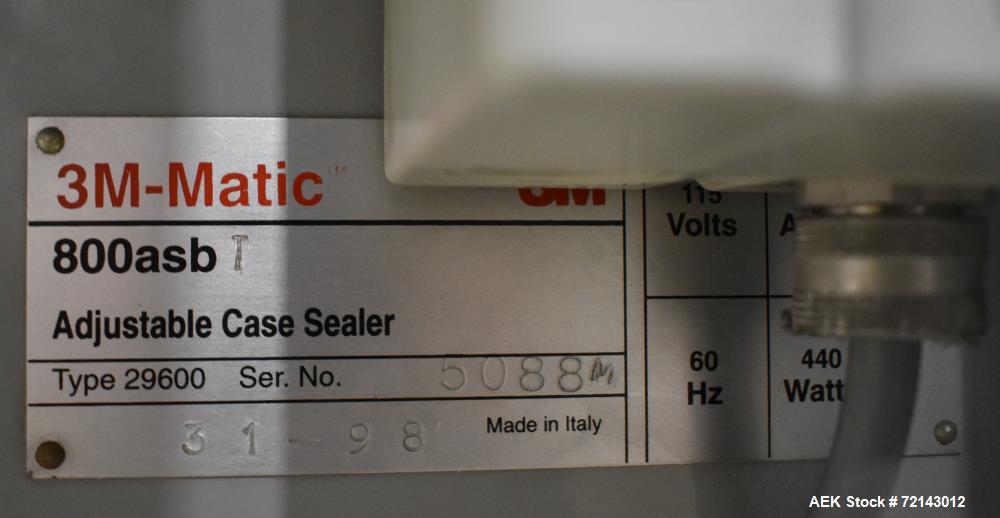 3M-Matic™
3M
800asb T
Adjustable Case Sealer
Type 29600 Ser. No. 5088M
31-98 Made in Italy
115
Volts
60
Hz
440
Watt
AEK Stock # 72143012